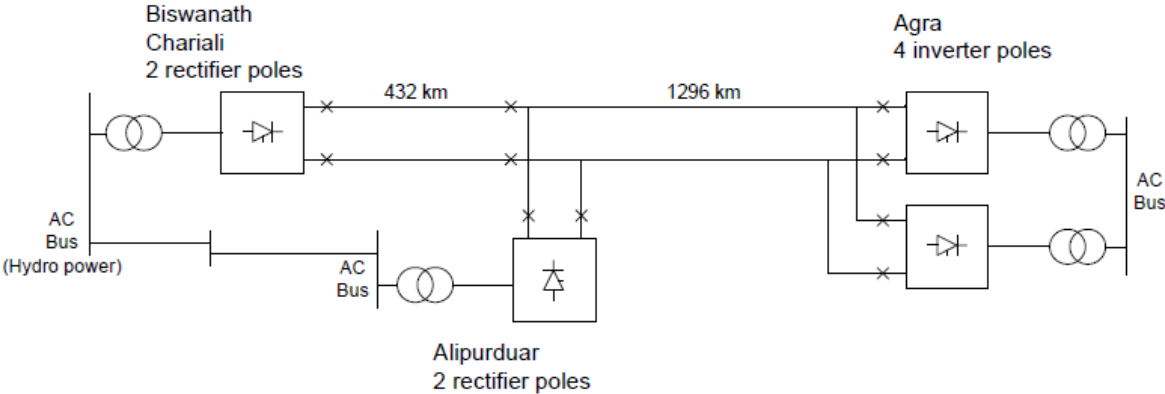 Biswanath
Chariali
2 rectifier poles
Agra
4 inverter poles
432 km
1296 km
AC
Bus
(Hydro power)
AC
Bus
AC
Bus
Alipurduar
2 rectifier poles